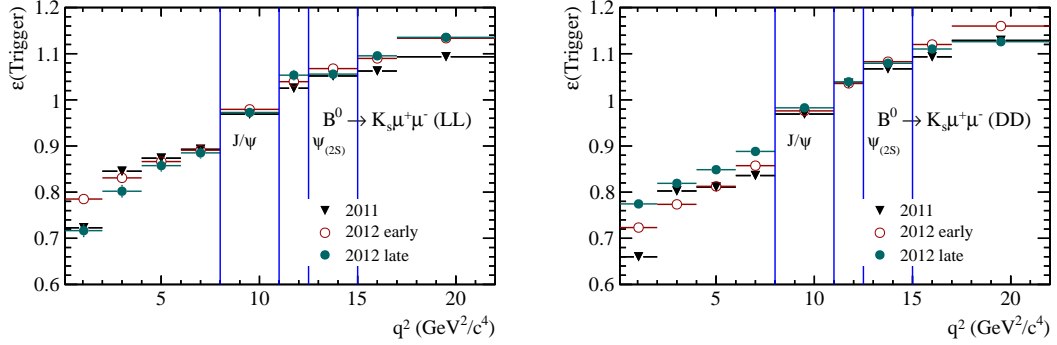 ε(Trigger)
1.2
1.1
1
0.9
0.8
0.7
0.6
B⁰ → Kₛμ⁺μ⁻ (LL)
J/ψ
ψ(2S)
2011
2012 early
2012 late
5
10
15
20
q² (GeV²/c⁴)
ε(Trigger)
1.2
1.1
1
0.9
0.8
0.7
0.6
B⁰ → Kₛμ⁺μ⁻ (DD)
J/ψ
ψ(2S)
2011
2012 early
2012 late
5
10
15
20
q² (GeV²/c⁴)